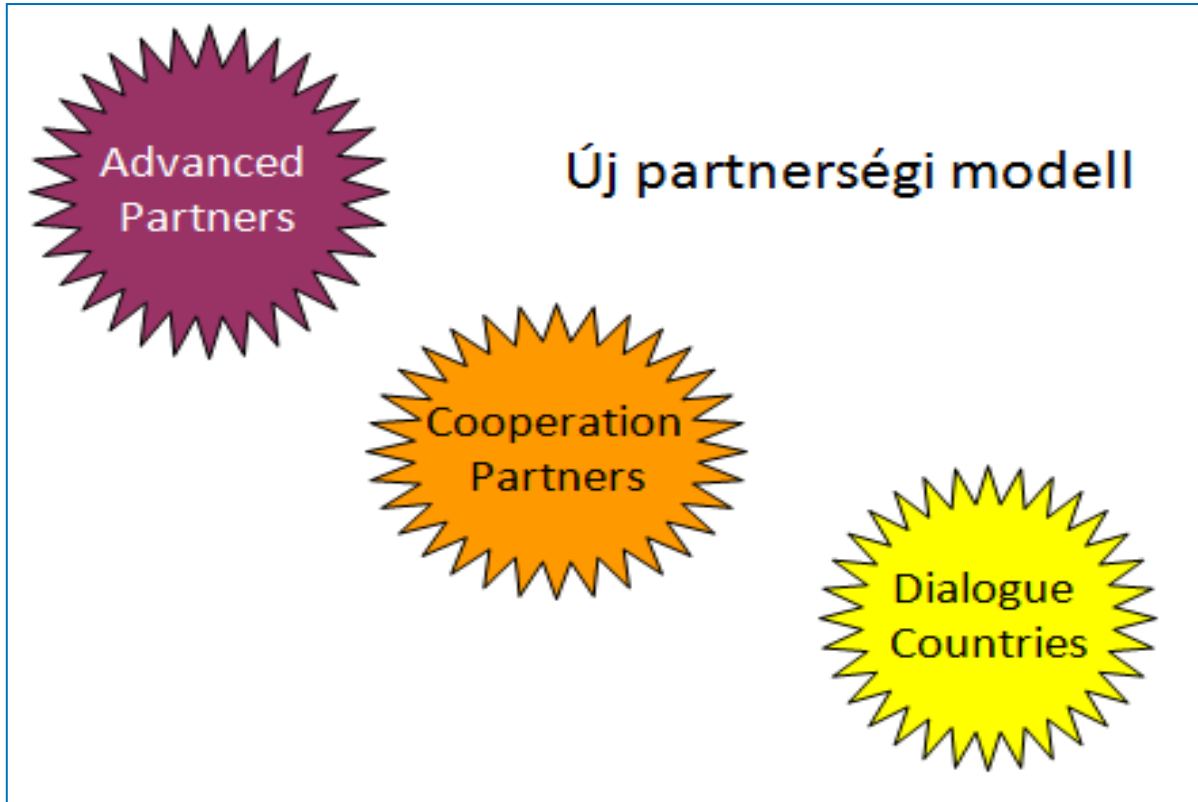 Advanced
Partners
Új partnerségi modell
Cooperation
Partners
Dialogue
Countries